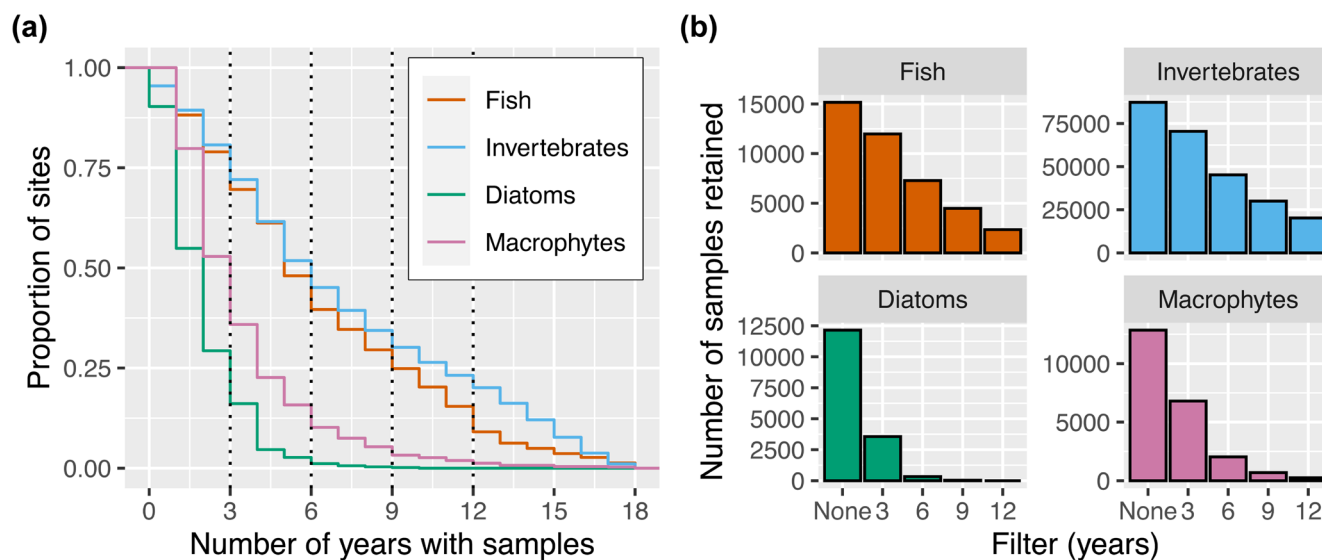 (a)
Proportion of sites
1.00
0.75
0.50
0.25
0.00
0 3 6 9 12 15 18
Number of years with samples
Fish
Invertebrates
Diatoms
Macrophytes
(b)
Number of samples retained
Fish
15000
10000
5000
0
Invertebrates
75000
50000
25000
0
Diatoms
12500
10000
7500
5000
2500
0
None 3 6 9 12
Macrophytes
10000
5000
0
None 3 6 9 12
Filter (years)